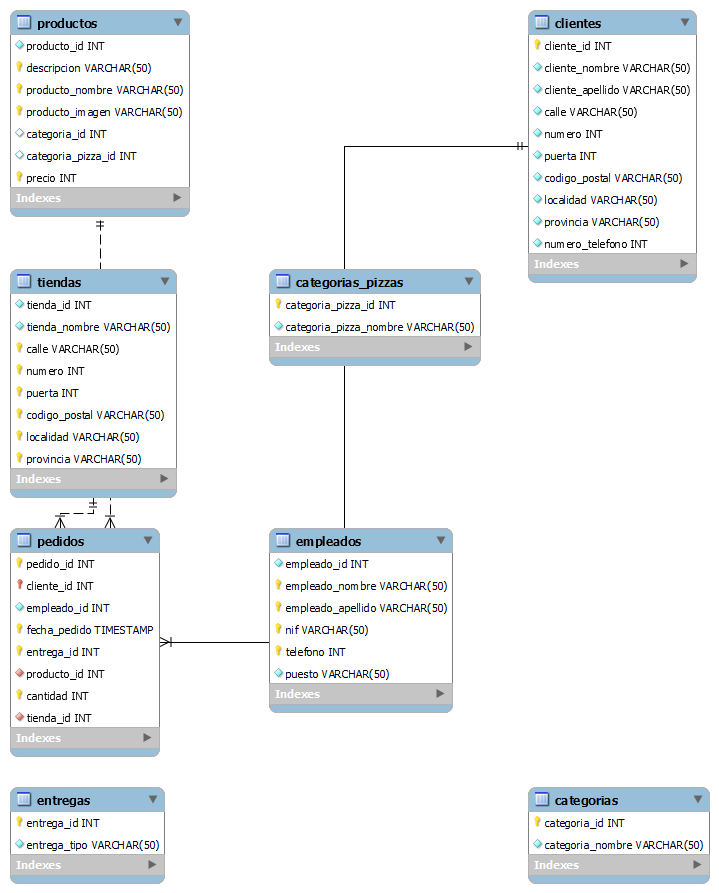 productos
producto_id INT
descripcion VARCHAR(50)
producto_nombre VARCHAR(50)
producto_imagen VARCHAR(50)
categoria_id INT
categoria_pizza_id INT
precio INT
Indexes
clientes
cliente_id INT
cliente_nombre VARCHAR(50)
cliente_apellido VARCHAR(50)
calle VARCHAR(50)
numero INT
puerta INT
codigo_postal VARCHAR(50)
localidad VARCHAR(50)
provincia VARCHAR(50)
numero_telefono INT
Indexes
tiendas
tienda_id INT
tienda_nombre VARCHAR(50)
calle VARCHAR(50)
numero INT
puerta INT
codigo_postal VARCHAR(50)
localidad VARCHAR(50)
provincia VARCHAR(50)
Indexes
categorias_pizzas
categoria_pizza_id INT
categoria_pizza_nombre VARCHAR(50)
Indexes
pedidos
pedido_id INT
cliente_id INT
empleado_id INT
fecha_pedido TIMESTAMP
entrega_id INT
producto_id INT
cantidad INT
tienda_id INT
Indexes
empleados
empleado_id INT
empleado_nombre VARCHAR(50)
empleado_apellido VARCHAR(50)
nif VARCHAR(50)
telefono INT
puesto VARCHAR(50)
Indexes
entregas
entrega_id INT
entrega_tipo VARCHAR(50)
Indexes
categorias
categoria_id INT
categoria_nombre VARCHAR(50)
Indexes